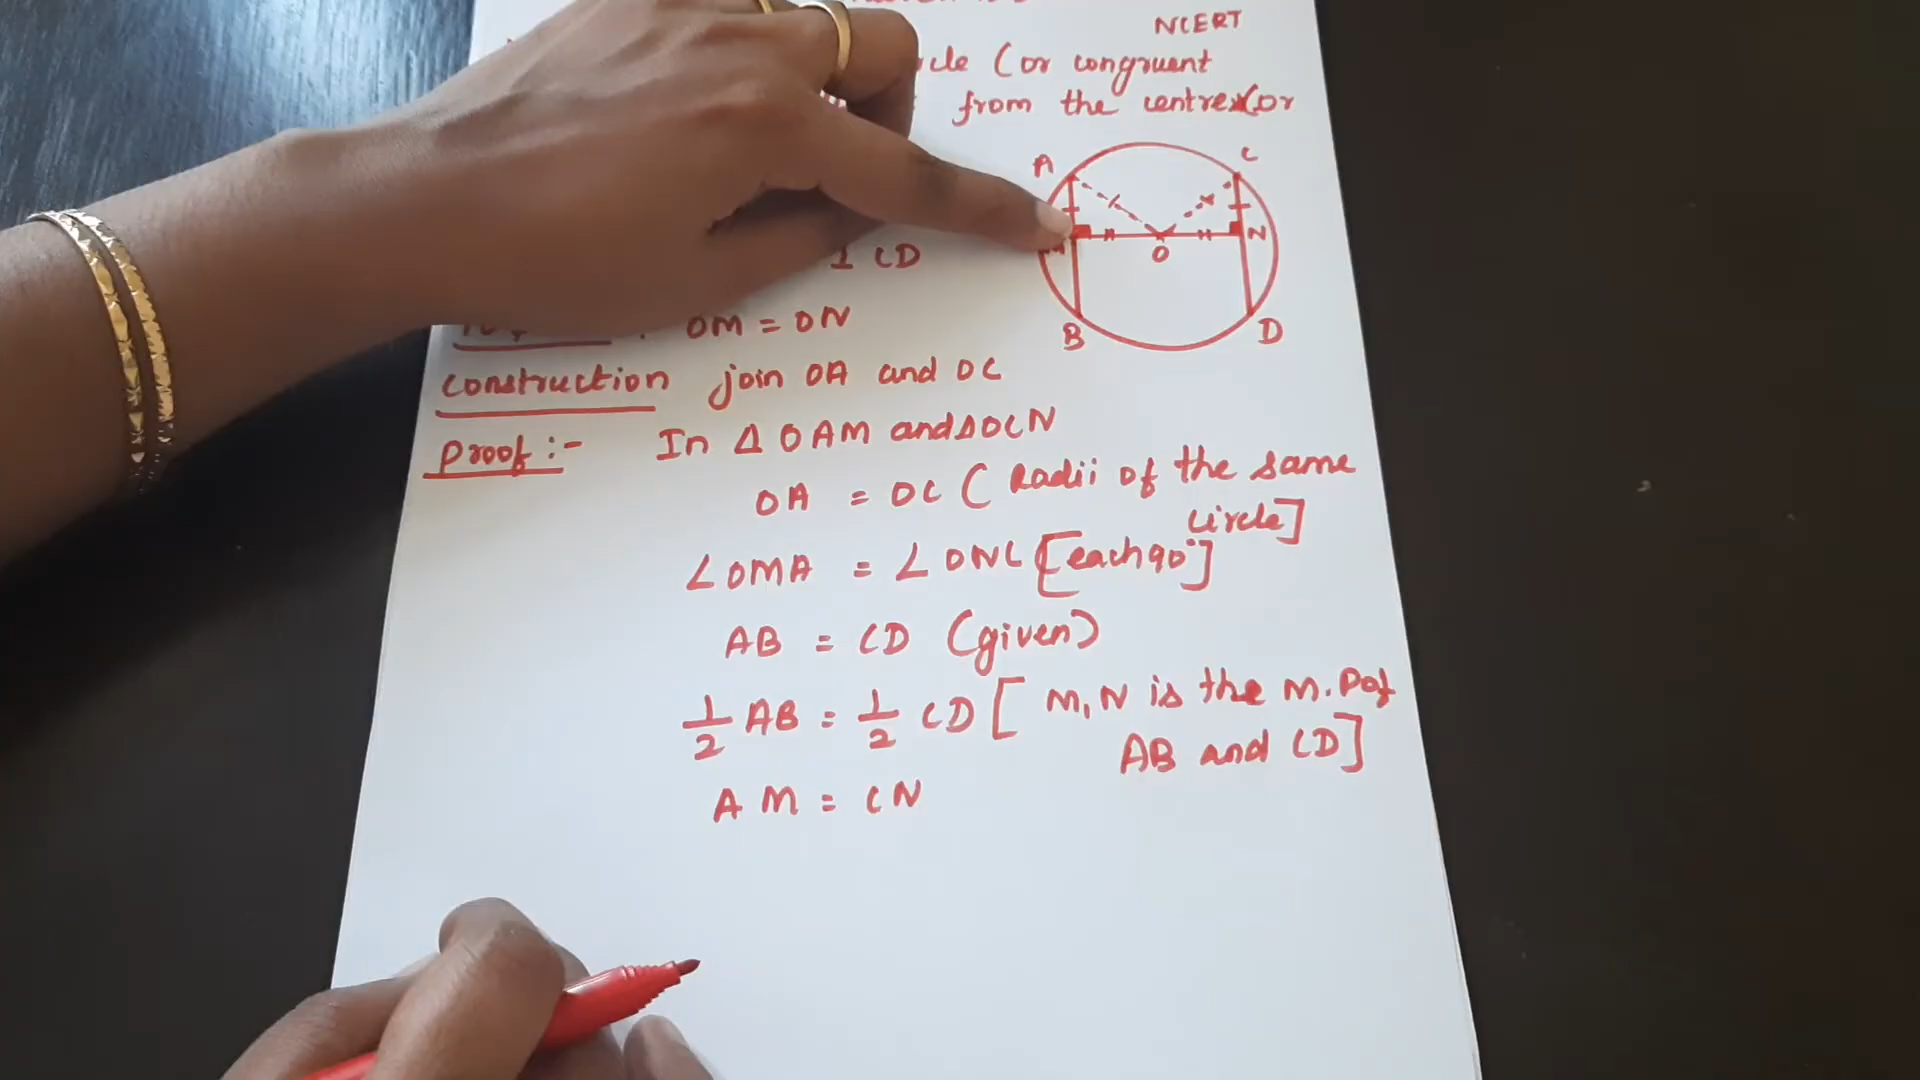 NCERT
(or congruent
from the centre (or
A C
N
O
B D
CD
OM = ON
construction join OA and OC
Proof :- In Δ OAM and Δ OCN
OA = OC ( Radii of the same
circle]
∠OMA = ∠ONC [each 90°]
AB = CD (given)
1/2 AB = 1/2 CD [ M, N is the m.P of
AB and CD]
AM = CN